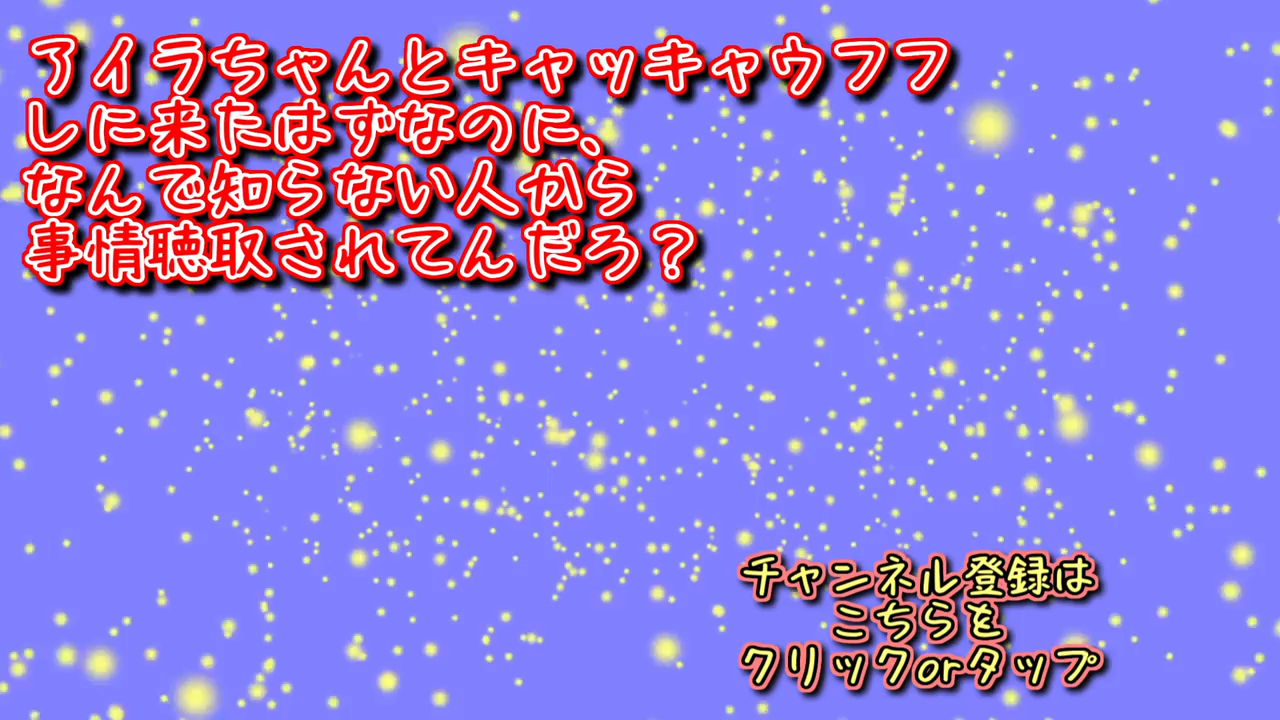 アイラちゃんとキャッキャウフフ
しに来たはずなのに、
なんで知らない人から
事情聴取されてんだろ？
チャンネル登録は
こちらを
クリックorタップ